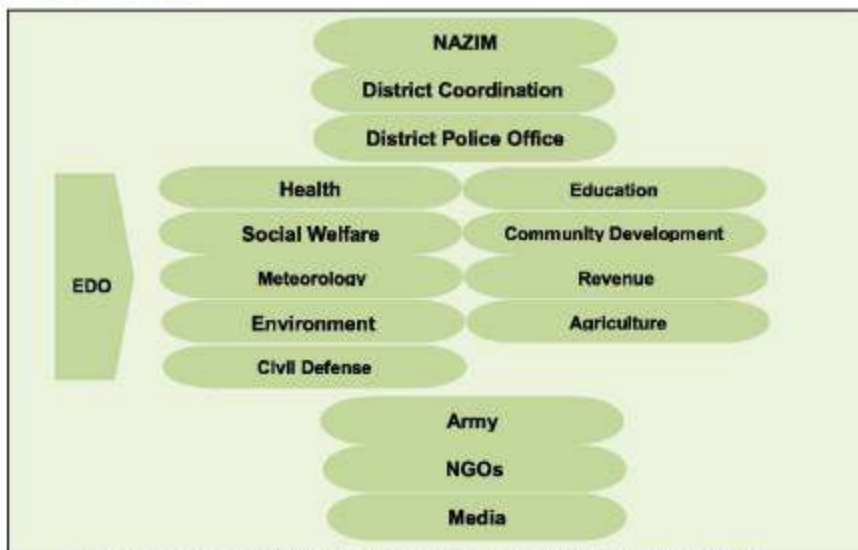 NAZIM
District Coordination
District Police Office
EDO
Health
Education
Social Welfare
Community Development
Meteorology
Revenue
Environment
Agriculture
Civil Defense
Army
NGOs
Media